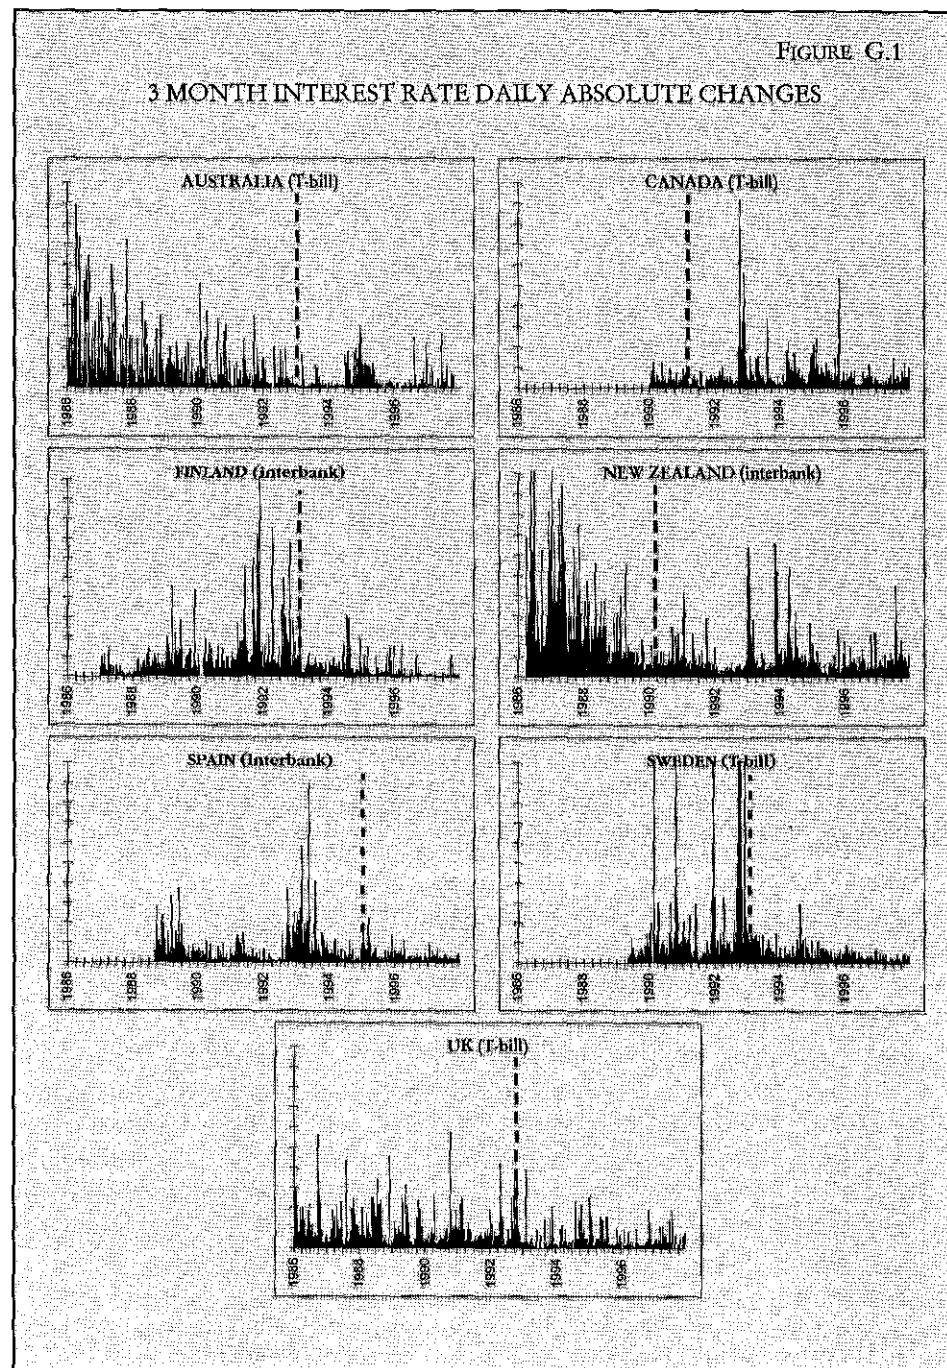 FIGURE G.1
3 MONTH INTEREST RATE DAILY ABSOLUTE CHANGES
AUSTRALIA (T-bill)
1986 1988 1990 1992 1994 1996
CANADA (T-bill)
1986 1988 1990 1992 1994 1996
FINLAND (interbank)
1986 1988 1990 1992 1994 1996
NEW ZEALAND (interbank)
1986 1988 1990 1992 1994 1996
SPAIN (Interbank)
1986 1988 1990 1992 1994 1996
SWEDEN (T-bill)
1986 1988 1990 1992 1994 1996
UK (T-bill)
1986 1988 1990 1992 1994 1996